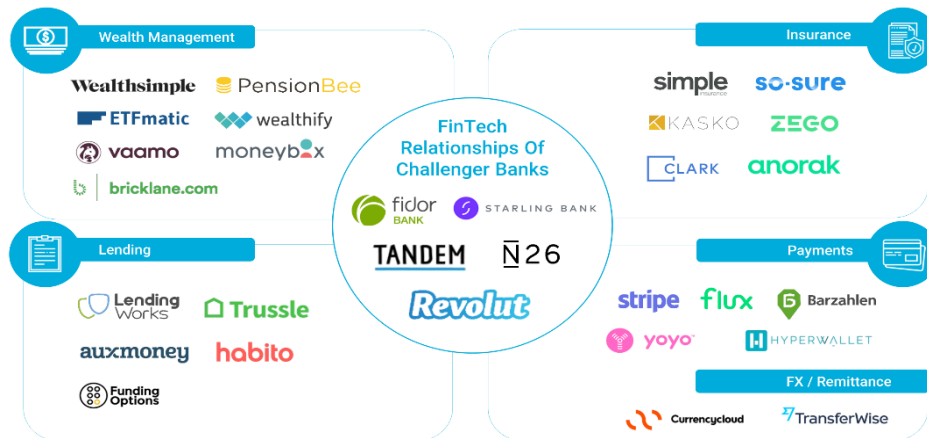 Wealth Management
Wealthsimple
PensionBee
ETFmatic
wealthify
vaamo
moneybox
b
bricklane.com
Insurance
simple
insurance
so-sure
KASKO
ZEGO
CLARK
anorak
FinTech
Relationships Of
Challenger Banks
fidor
BANK
STARLING BANK
TANDEM
N26
Revolut
Lending
Lending
Works
Trussle
auxmoney
habito
Funding
Options
Payments
stripe
flux
Barzahlen
yoyo™
HYPERWALLET
FX / Remittance
Currencycloud
TransferWise